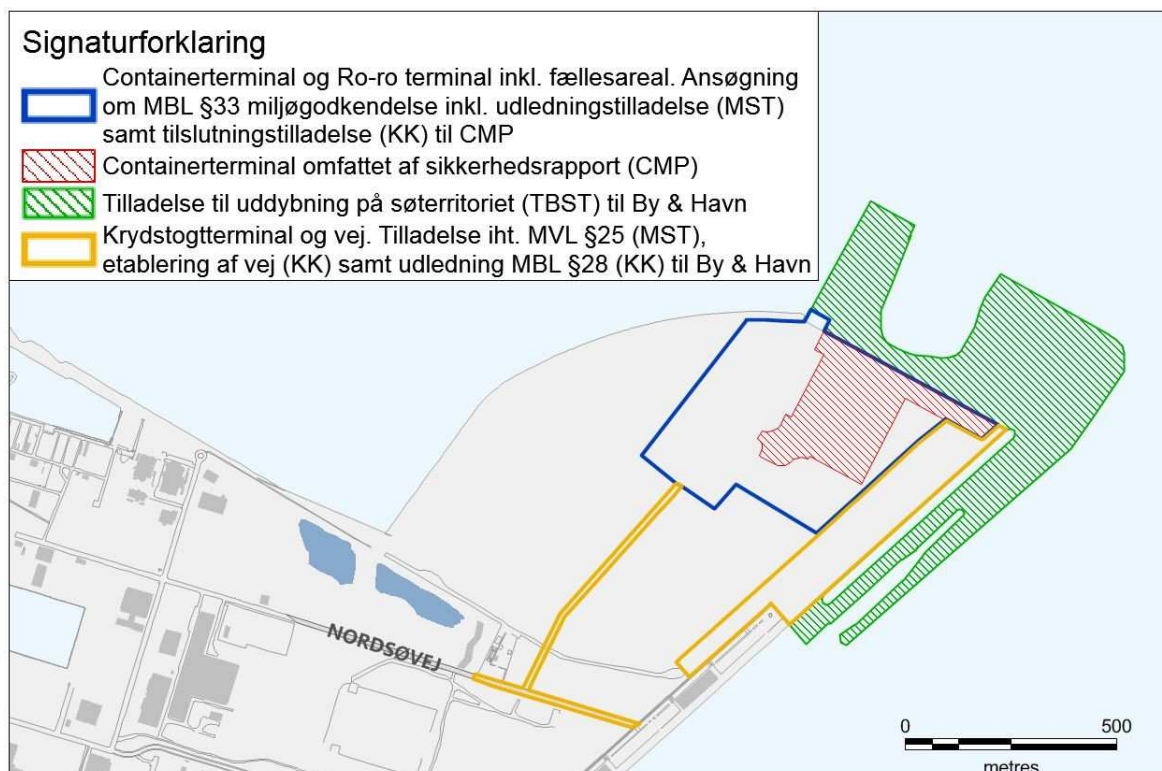 Signaturforklaring
Containerterminal og Ro-ro terminal inkl. fællesareal. Ansøgning
om MBL §33 miljøgodkendelse inkl. udledningstilladelse (MST)
samt tilslutningstilladelse (KK) til CMP
Containerterminal omfattet af sikkerhedsrapport (CMP)
Tilladelse til uddybning på søterritoriet (TBST) til By & Havn
Krydstogtterminal og vej. Tilladelse iht. MVL §25 (MST),
etablering af vej (KK) samt udledning MBL §28 (KK) til By & Havn
NORDSØVEJ
0 500
metres